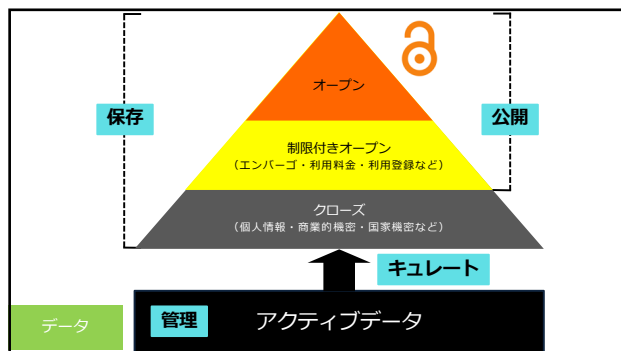 オープン
保存
公開
制限付きオープン
(エンバーゴ・利用料金・利用登録など)
クローズ
(個人情報・商業的機密・国家機密など)
キュレート
データ
管理
アクティブデータ